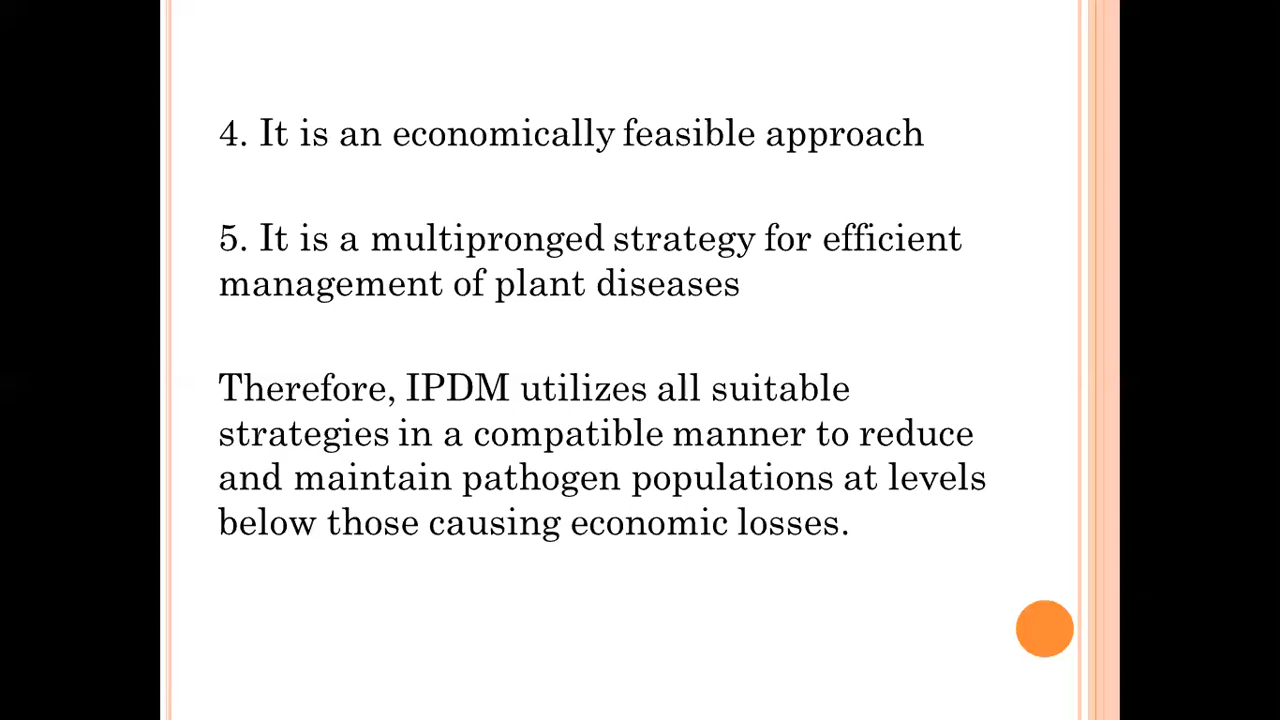 4. It is an economically feasible approach
5. It is a multipronged strategy for efficient
management of plant diseases
Therefore, IPDM utilizes all suitable
strategies in a compatible manner to reduce
and maintain pathogen populations at levels
below those causing economic losses.